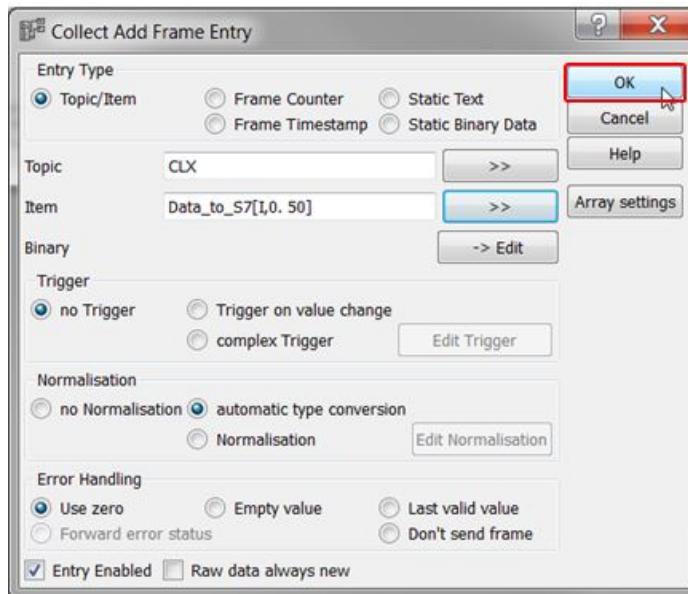 Collect Add Frame Entry
Entry Type
Topic/Item Frame Counter Static Text
Frame Timestamp Static Binary Data
OK
Cancel
Help
Array settings
Topic CLX >>
Item Data_to_S7[I,0. 50] >>
Binary -> Edit
Trigger
no Trigger Trigger on value change
complex Trigger Edit Trigger
Normalisation
no Normalisation automatic type conversion
Normalisation Edit Normalisation
Error Handling
Use zero Empty value Last valid value
Forward error status Don't send frame
Entry Enabled Raw data always new